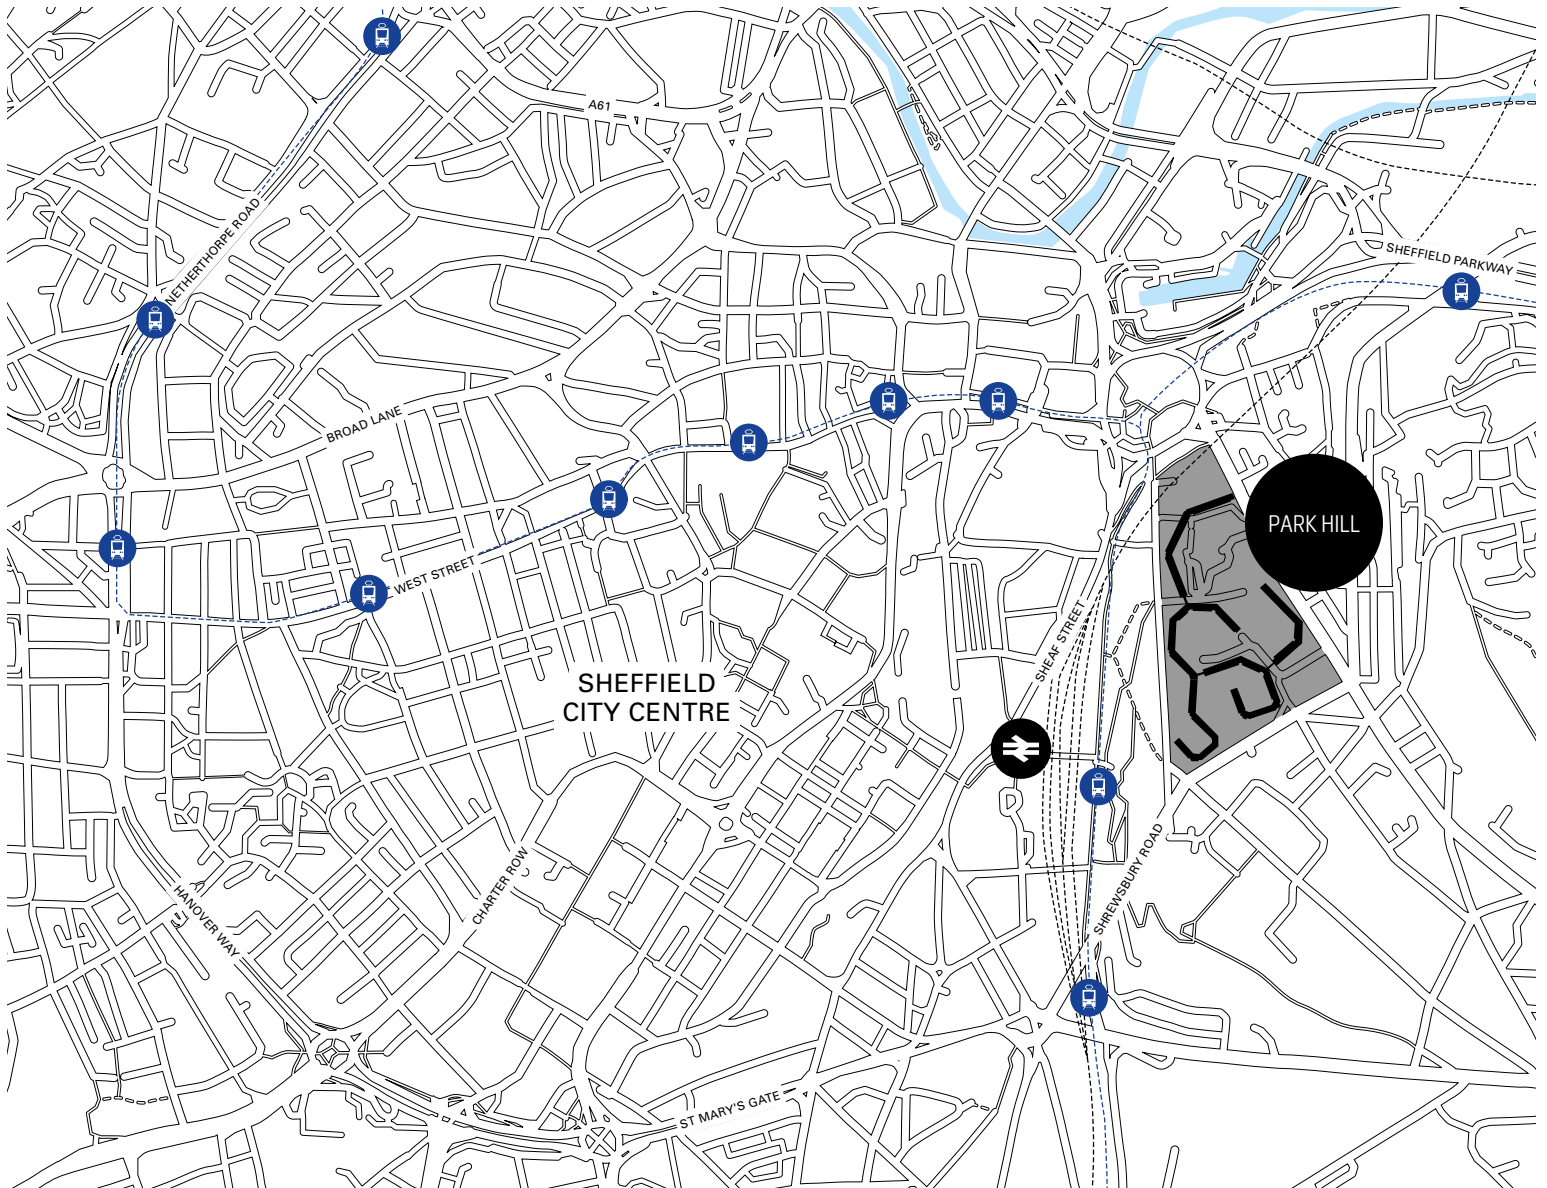 A61
NETHERTHORPE ROAD
SHEFFIELD PARKWAY
BROAD LANE
PARK HILL
WEST STREET
SHEAF STREET
SHEFFIELD
CITY CENTRE
SHREWSBURY ROAD
CHARTER ROW
HANOVER WAY
ST MARY'S GATE